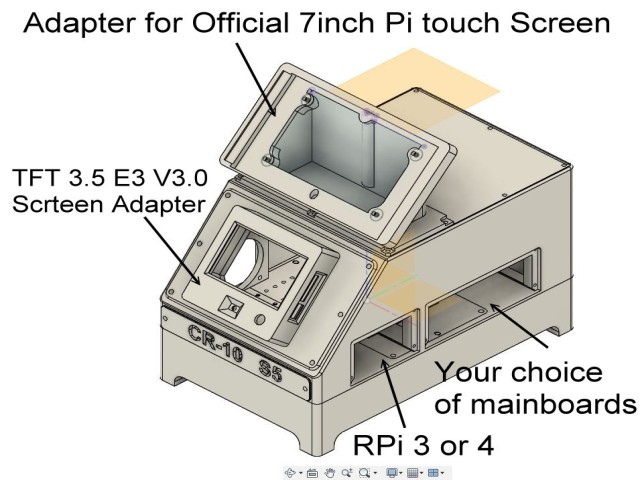 Adapter for Official 7inch Pi touch Screen
TFT 3.5 E3 V3.0
Scrteen Adapter
CR-10 S5
Your choice
of mainboards
RPi 3 or 4